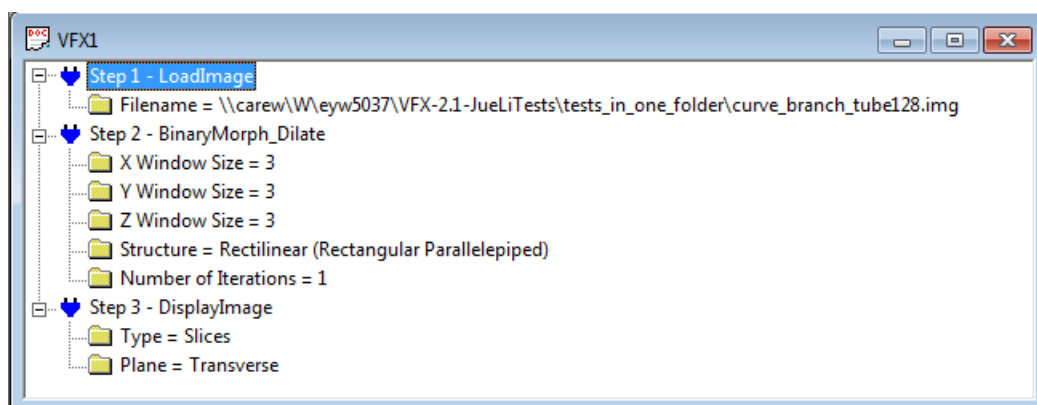 DOC
VFX1
Step 1 - LoadImage
Filename = \\carew\W\eyw5037\VFX-2.1-JueLiTests\tests_in_one_folder\curve_branch_tube128.img
Step 2 - BinaryMorph_Dilate
X Window Size = 3
Y Window Size = 3
Z Window Size = 3
Structure = Rectilinear (Rectangular Parallelepiped)
Number of Iterations = 1
Step 3 - DisplayImage
Type = Slices
Plane = Transverse